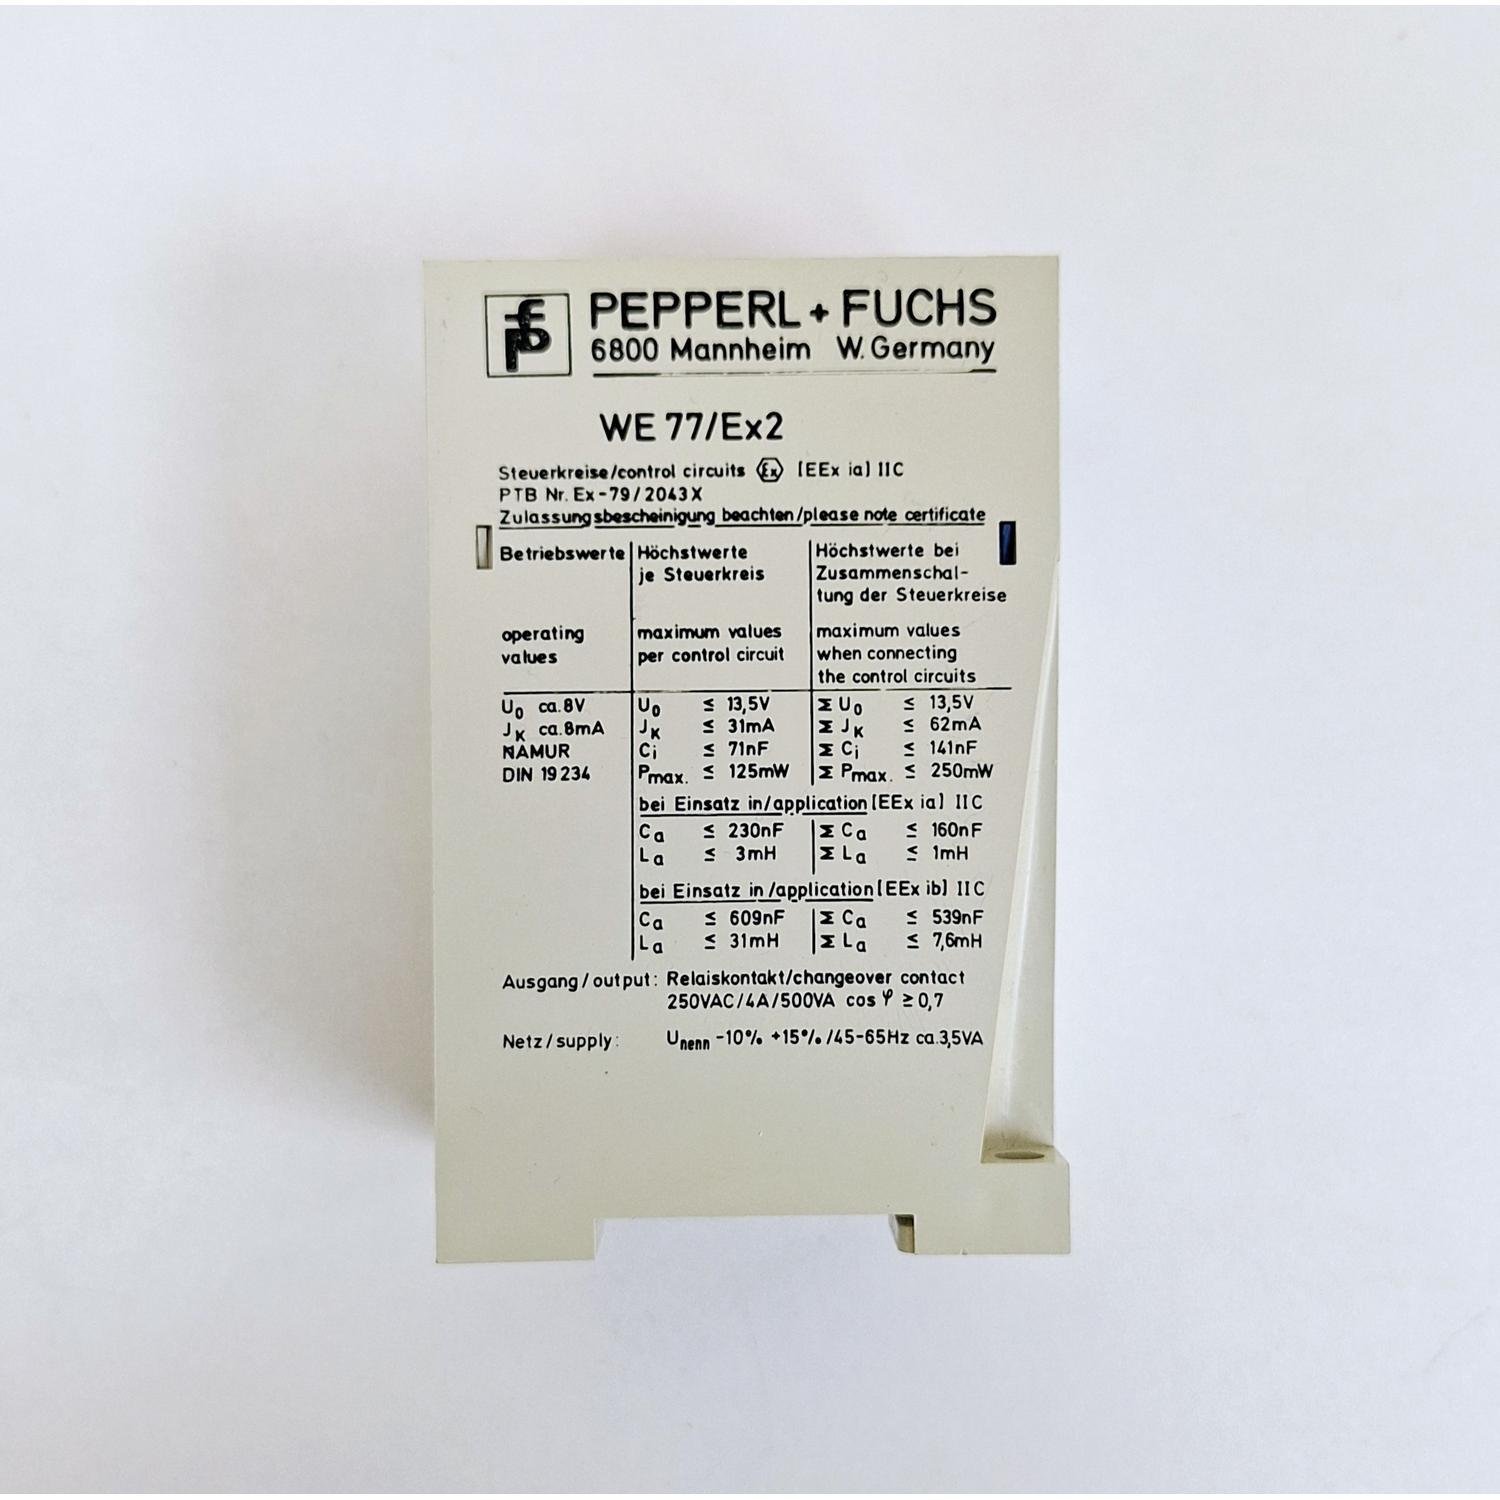 PEPPERL + FUCHS
6800 Mannheim W. Germany
WE 77/Ex2
Steuerkreise/control circuits Ex [EEx ia] IIC
PTB Nr. Ex-79/2043X
Zulassungsbescheinigung beachten/please note certificate
Betriebswerte Höchstwerte je Steuerkreis Höchstwerte bei Zusammenschal-
tung der Steuerkreise
operating values maximum values per control circuit maximum values when connecting
the control circuits
U0 ca.8V U0 ≤ 13,5V Σ U0 ≤ 13,5V
JK ca.8mA JK ≤ 31mA Σ JK ≤ 62mA
NAMUR Ci ≤ 71nF Σ Ci ≤ 141nF
DIN 19234 Pmax. ≤ 125mW Σ Pmax. ≤ 250mW
bei Einsatz in/application [EEx ia] IIC
Ca ≤ 230nF Σ Ca ≤ 160nF
La ≤ 3mH Σ La ≤ 1mH
bei Einsatz in/application [EEx ib] IIC
Ca ≤ 609nF Σ Ca ≤ 539nF
La ≤ 31mH Σ La ≤ 7,6mH
Ausgang/output: Relaiskontakt/changeover contact
250VAC/4A/500VA cos φ ≥ 0,7
Netz/supply: Unenn -10% +15%/45-65Hz ca.3,5VA